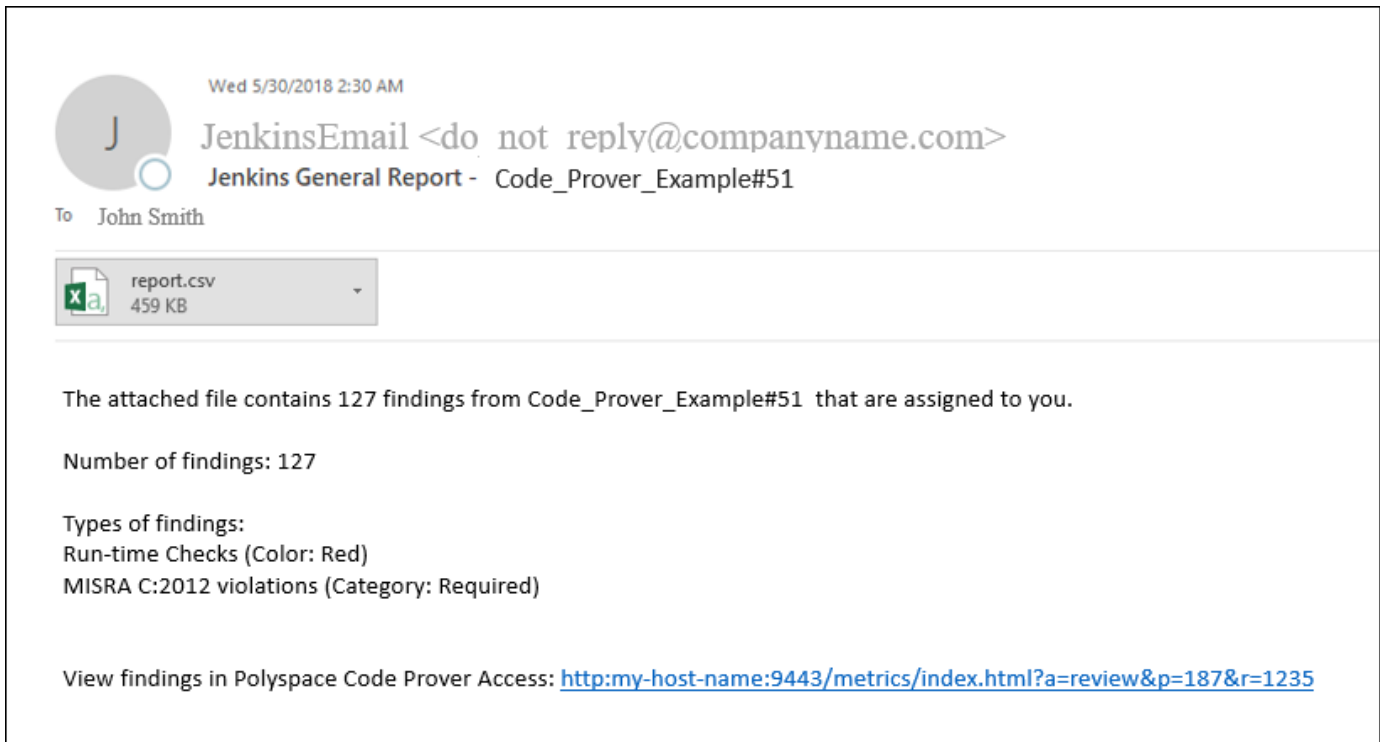 Wed 5/30/2018 2:30 AM
J
JenkinsEmail <do_not_reply@companyname.com>
Jenkins General Report - Code_Prover_Example#51
To John Smith
report.csv
459 KB
The attached file contains 127 findings from Code_Prover_Example#51 that are assigned to you.
Number of findings: 127
Types of findings:
Run-time Checks (Color: Red)
MISRA C:2012 violations (Category: Required)
View findings in Polyspace Code Prover Access: http:my-host-name:9443/metrics/index.html?a=review&p=187&r=1235